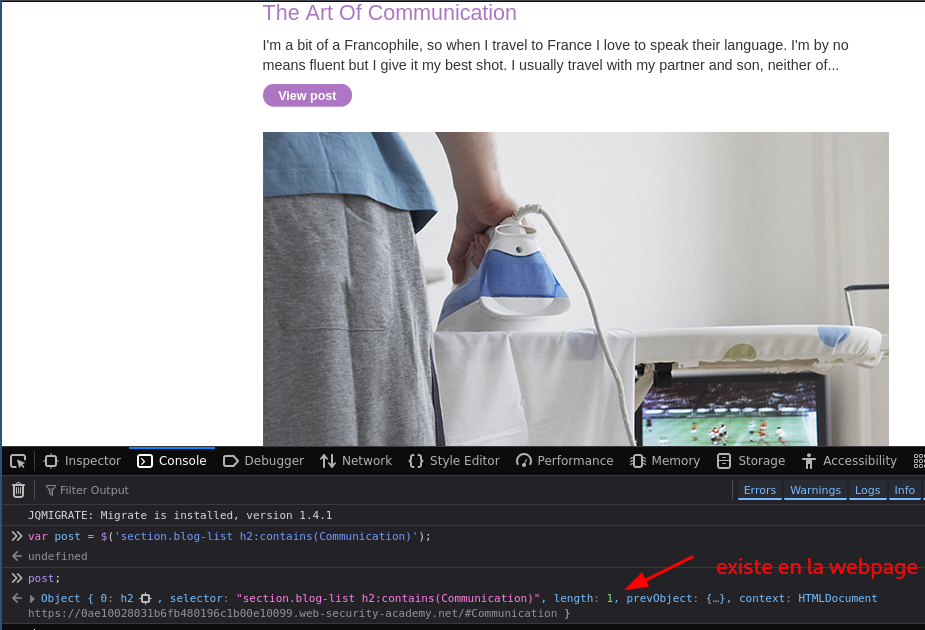 The Art Of Communication
I'm a bit of a Francophile, so when I travel to France I love to speak their language. I'm by no
means fluent but I give it my best shot. I usually travel with my partner and son, neither of...
View post
Inspector Console Debugger Network Style Editor Performance Memory Storage Accessibility
Filter Output Errors Warnings Logs Info
JQMIGRATE: Migrate is installed, version 1.4.1
var post = $('section.blog-list h2:contains(Communication)');
undefined
post;
existe en la webpage
Object { 0: h2 , selector: "section.blog-list h2:contains(Communication)", length: 1, prevObject: {…}, context: HTMLDocument
https://0ae10028031b6fb480196c1b00e10099.web-security-academy.net/#Communication }